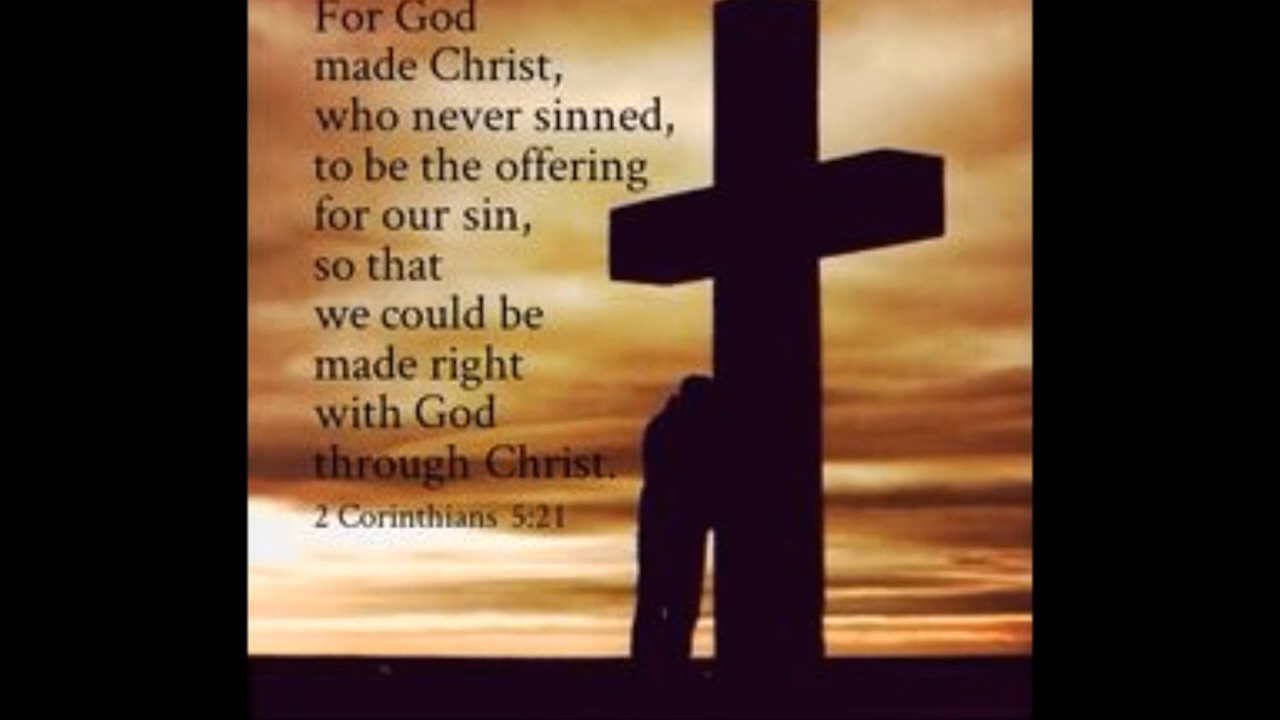 For God
made Christ,
who never sinned,
to be the offering
for our sin,
so that
we could be
made right
with God
through Christ.
2 Corinthians 5:21